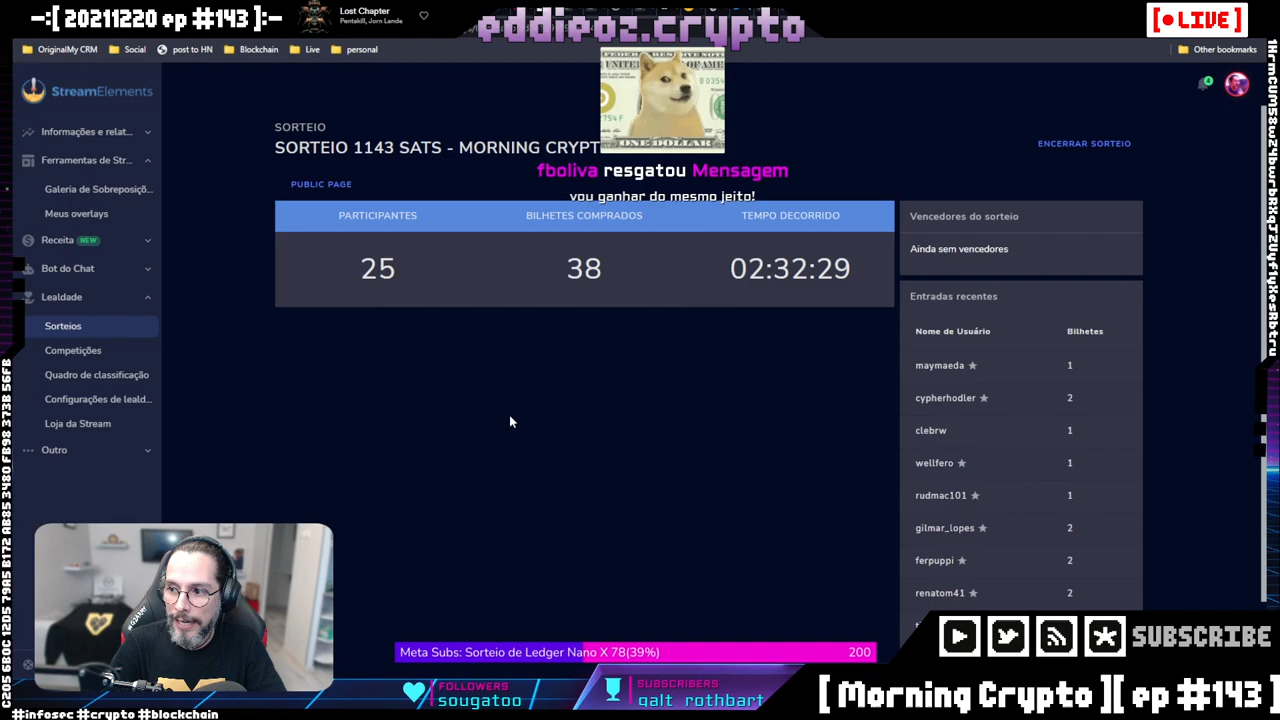 -:[ 20211220 ep #143 ]:-
Lost Chapter
Pentakill, Jorn Lande
eddieoz.crypto
[● LIVE ]
OriginalMy CRM
Social
post to HN
Blockchain
Live
personal
Other bookmarks
StreamElements
4
Informações e relat...
Ferramentas de Str...
Galeria de Sobreposiçõ...
Meus overlays
Receita NEW
Bot do Chat
Lealdade
Sorteios
Competições
Quadro de classificação
Configurações de leald...
Loja da Stream
Outro
SORTEIO
SORTEIO 1143 SATS - MORNING CRYPT
ENCERRAR SORTEIO
ONE DOLLAR
fboliva resgatou Mensagem
vou ganhar do mesmo jeito!
PUBLIC PAGE
PARTICIPANTES
BILHETES COMPRADOS
TEMPO DECORRIDO
25
38
02:32:29
Vencedores do sorteio
Ainda sem vencedores
Entradas recentes
Nome de Usuário
Bilhetes
maymaeda
1
cypherhodler
2
clebrw
1
wellfero
1
rudmac101
1
gilmar_lopes
2
ferpuppi
2
renatom41
2
Meta Subs: Sorteio de Ledger Nano X 78(39%)
200
FOLLOWERS
sougatoo
SUBSCRIBERS
galt_rothbart
SUBSCRIBE
[ Morning Crypto ][ ep #143 ]
#infosec #crypto #blockchain